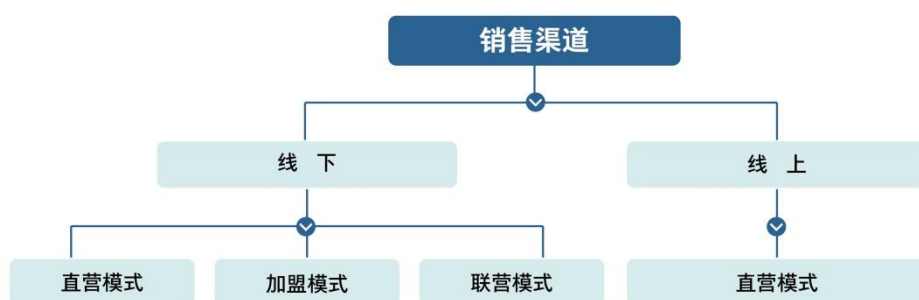 销售渠道
线 下
线 上
直营模式
加盟模式
联营模式
直营模式